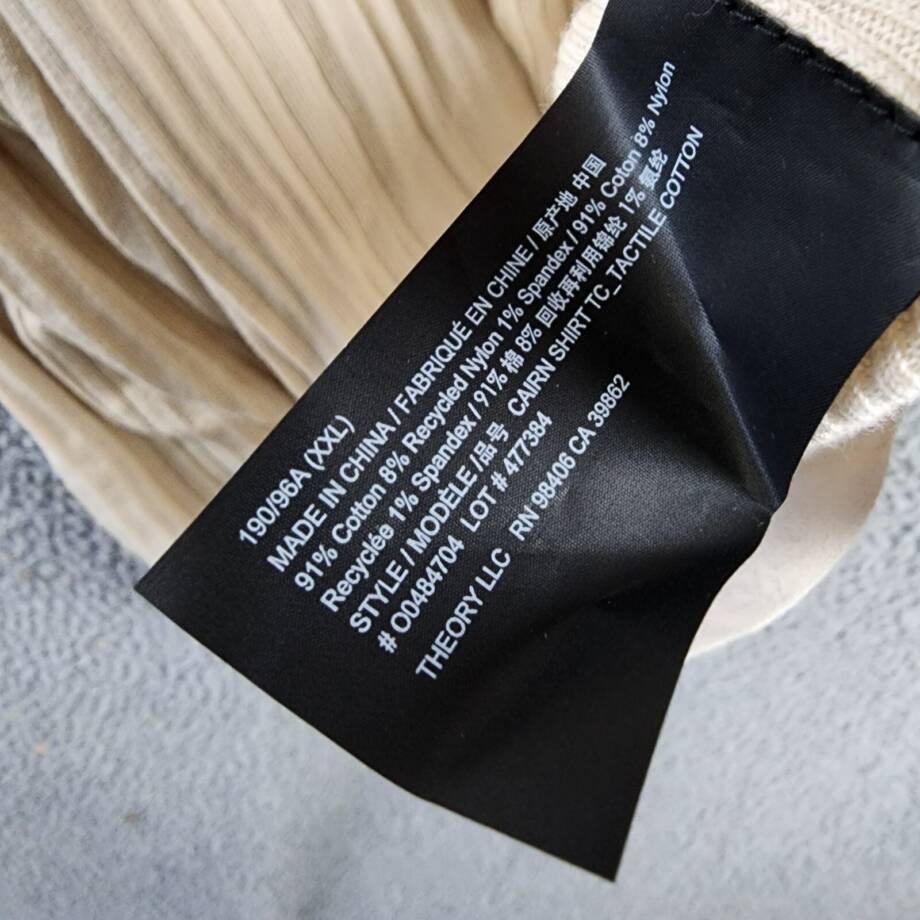 190/96A (XXL)
MADE IN CHINA / FABRIQUÉ EN CHINE / 原产地 中国
91% Cotton 8% Recycled Nylon 1% Spandex / 91% Coton 8% Nylon
Recyclée 1% Spandex / 91% 棉 8% 回收再利用锦纶 1% 氨纶
STYLE / MODÈLE /品号 CAIRN SHIRT TC_TACTILE COTTON
# O0484704 LOT # 477384
THEORY LLC RN 98406 CA 39862